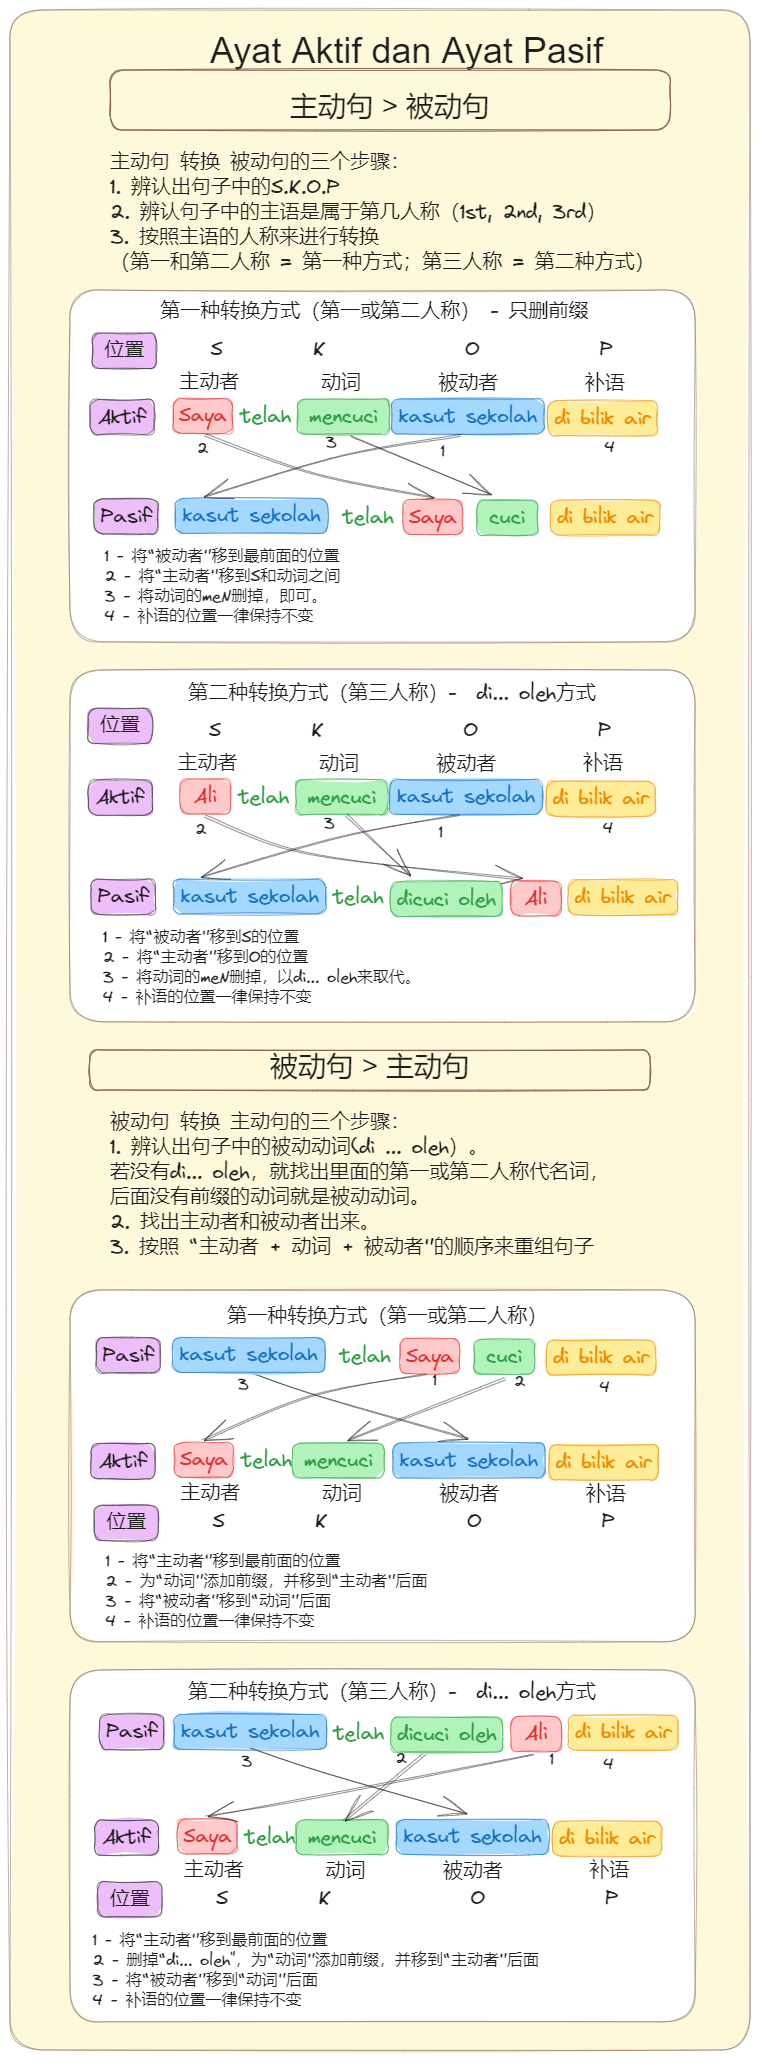 Ayat Aktif dan Ayat Pasif
主动句 > 被动句
主动句 转换 被动句的三个步骤：
1. 辨认出句子中的S.K.O.P
2. 辨认句子中的主语是属于第几人称（1st, 2nd, 3rd）
3. 按照主语的人称来进行转换
（第一和第二人称 = 第一种方式；第三人称 = 第二种方式）
第一种转换方式（第一或第二人称） - 只删前缀
位置 S K O P
主动者 动词 被动者 补语
Aktif Saya telah mencuci kasut sekolah di bilik air
2 3 1 4
Pasif kasut sekolah telah Saya cuci di bilik air
1 - 将“被动者”移到最前面的位置
2 - 将“主动者”移到S和动词之间
3 - 将动词的meN删掉，即可。
4 - 补语的位置一律保持不变
第二种转换方式（第三人称）- di... oleh方式
位置 S K O P
主动者 动词 被动者 补语
Aktif Ali telah mencuci kasut sekolah di bilik air
2 3 1 4
Pasif kasut sekolah telah dicuci oleh Ali di bilik air
1 - 将“被动者”移到S的位置
2 - 将“主动者”移到O的位置
3 - 将动词的meN删掉，以di... oleh来取代。
4 - 补语的位置一律保持不变
被动句 > 主动句
被动句 转换 主动句的三个步骤：
1. 辨认出句子中的被动动词(di ... oleh) 。
若没有di... oleh，就找出里面的第一或第二人称代名词，
后面没有前缀的动词就是被动动词。
2. 找出主动者和被动者出来。
3. 按照 “主动者 + 动词 + 被动者”的顺序来重组句子
第一种转换方式（第一或第二人称）
Pasif kasut sekolah telah Saya cuci di bilik air
3 1 2 4
Aktif Saya telah mencuci kasut sekolah di bilik air
主动者 动词 被动者 补语
位置 S K O P
1 - 将“主动者”移到最前面的位置
2 - 为“动词”添加前缀，并移到“主动者”后面
3 - 将“被动者”移到“动词”后面
4 - 补语的位置一律保持不变
第二种转换方式（第三人称）- di... oleh方式
Pasif kasut sekolah telah dicuci oleh Ali di bilik air
3 2 1 4
Aktif Saya telah mencuci kasut sekolah di bilik air
主动者 动词 被动者 补语
位置 S K O P
1 - 将“主动者”移到最前面的位置
2 - 删掉“di... oleh”，为“动词”添加前缀，并移到“主动者”后面
3 - 将“被动者”移到“动词”后面
4 - 补语的位置一律保持不变